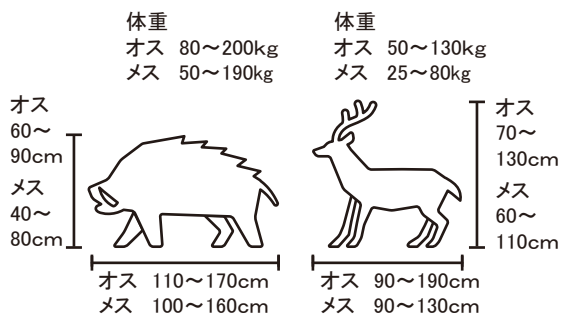 体重
オス 80～200kg
メス 50～190kg
オス
60～
90cm
メス
40～
80cm
オス 110～170cm
メス 100～160cm
体重
オス 50～130kg
メス 25～80kg
オス
70～
130cm
メス
60～
110cm
オス 90～190cm
メス 90～130cm